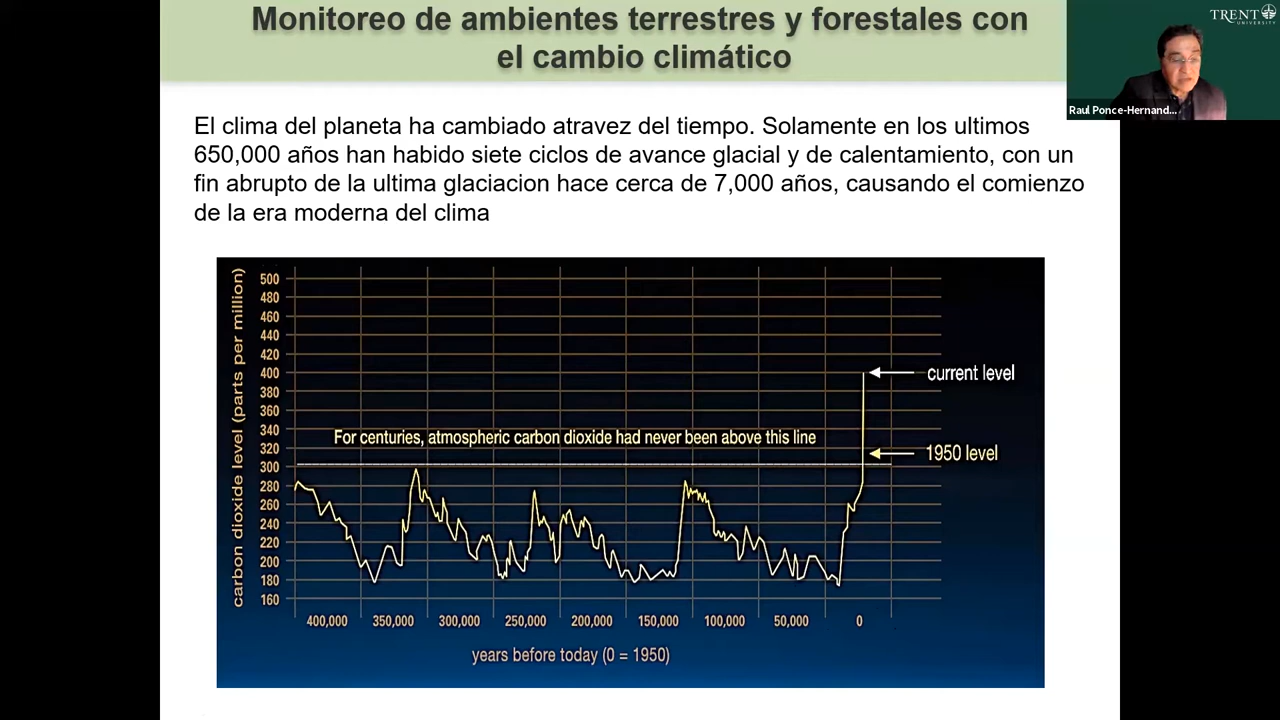 Monitoreo de ambientes terrestres y forestales con
el cambio climático
TRENT
UNIVERSITY
Raul Ponce-Hernand...
El clima del planeta ha cambiado atravez del tiempo. Solamente en los ultimos
650,000 años han habido siete ciclos de avance glacial y de calentamiento, con un
fin abrupto de la ultima glaciacion hace cerca de 7,000 años, causando el comienzo
de la era moderna del clima
carbon dioxide level (parts per million)
500
480
460
440
420
400
380
360
340
320
300
280
260
240
220
200
180
160
For centuries, atmospheric carbon dioxide had never been above this line
current level
1950 level
400,000 350,000 300,000 250,000 200,000 150,000 100,000 50,000 0
years before today (0 = 1950)